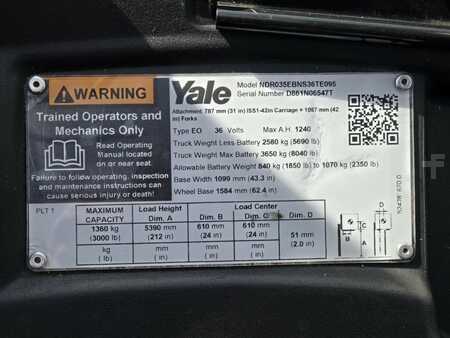 WARNING
Trained Operators and
Mechanics Only
Read Operating
Manual located
on or near seat.
Improper operation, inspection
and maintenance instructions can
cause serious injury or death!
Yale
Model NDR035EBNS36TE095
Serial Number D861N06547T
Attachment: 787 mm (31 in) ISS1-42in Carriage + 1067 mm (42
in) Forks
Type EO 36 Volts Max A.H. 1240
Truck Weight Less Battery 2580 kg (5690 lb)
Truck Weight Max Battery 3650 kg (8040 lb)
Allowable Battery Weight 840 kg (1850 lb) to 1070 kg (2350 lb)
Base Width 1099 mm (43.3 in)
Wheel Base 1584 mm (62.4 in)
PLT 1
MAXIMUM
CAPACITY
Load Height
Dim. A
Load Center
Dim. B
Dim. C
Dim. D
1360 kg
(3000 lb)
5390 mm
(212 in)
610 mm
(24 in)
610 mm
(24 in)
51 mm
(2.0 in)
kg
( lb)
mm
( in)
mm
( in)
mm
( in)
D
B
C
A